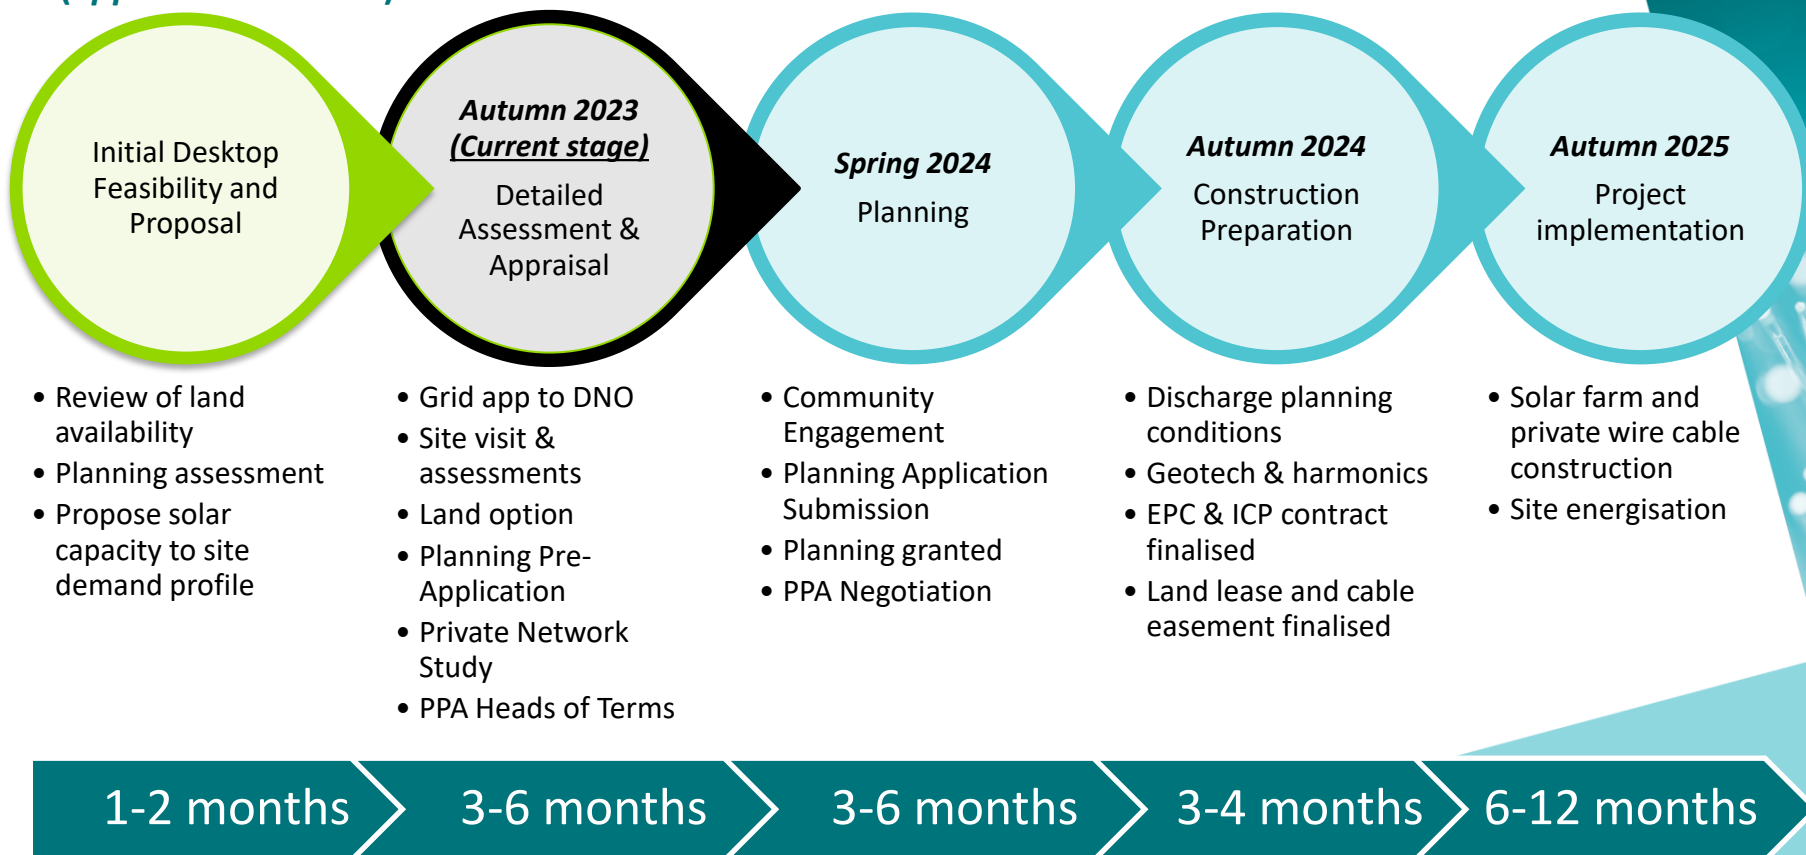 Initial Desktop
Feasibility and
Proposal
Autumn 2023
(Current stage)
Detailed
Assessment &
Appraisal
Spring 2024
Planning
Autumn 2024
Construction
Preparation
Autumn 2025
Project
implementation
• Review of land
availability
• Planning assessment
• Propose solar
capacity to site
demand profile
• Grid app to DNO
• Site visit &
assessments
• Land option
• Planning Pre-
Application
• Private Network
Study
• PPA Heads of Terms
• Community
Engagement
• Planning Application
Submission
• Planning granted
• PPA Negotiation
• Discharge planning
conditions
• Geotech & harmonics
• EPC & ICP contract
finalised
• Land lease and cable
easement finalised
• Solar farm and
private wire cable
construction
• Site energisation
1-2 months
3-6 months
3-6 months
3-4 months
6-12 months